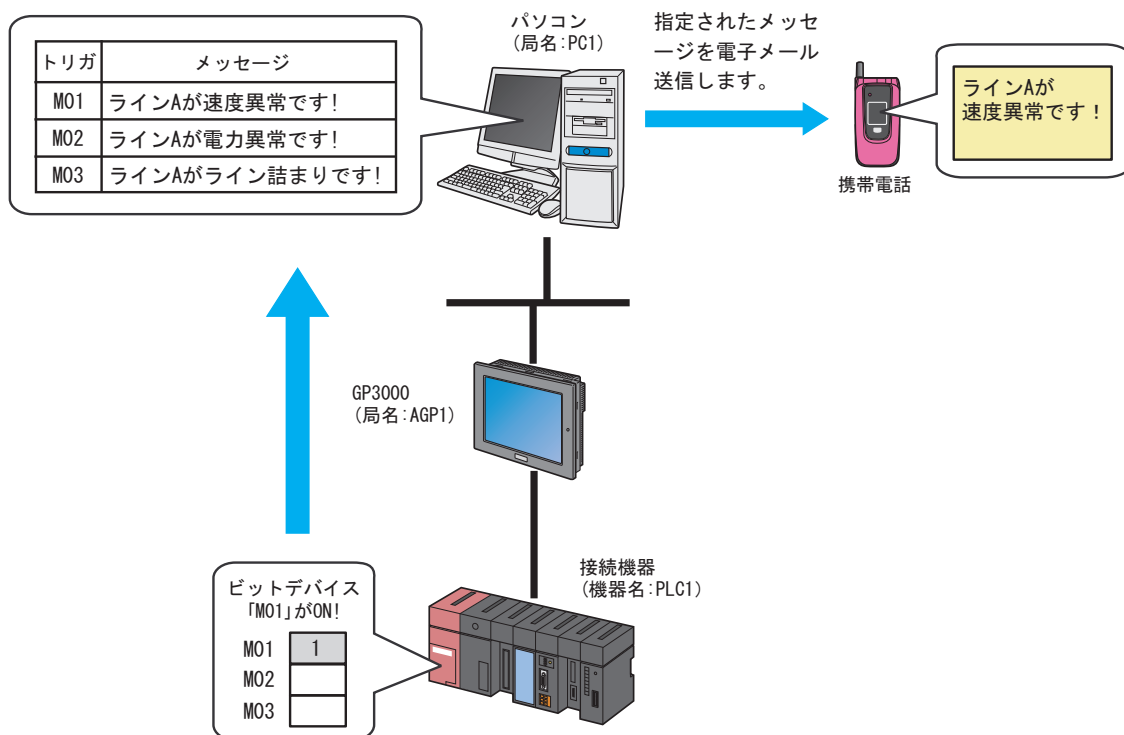 パソコン
(局名:PC1)
指定されたメッセ
ージを電子メール
送信します。
トリガ メッセージ
M01 ラインAが速度異常です!
M02 ラインAが電力異常です!
M03 ラインAがライン詰まりです!
ラインAが
速度異常です！
携帯電話
GP3000
(局名:AGP1)
接続機器
(機器名:PLC1)
ビットデバイス
「M01」がON!
M01 1
M02
M03